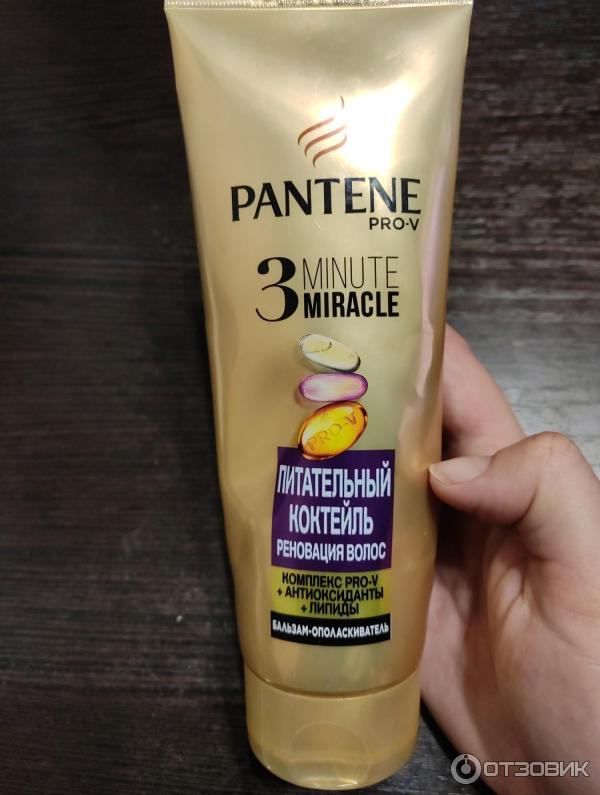 PANTENE
PRO-V
3 MINUTE
MIRACLE
PRO-V
ПИТАТЕЛЬНЫЙ
КОКТЕЙЛЬ
РЕНОВАЦИЯ ВОЛОС
КОМПЛЕКС PRO-V
+ АНТИОКСИДАНТЫ
+ ЛИПИДЫ
БАЛЬЗАМ-ОПОЛАСКИВАТЕЛЬ
ОТЗОВИК